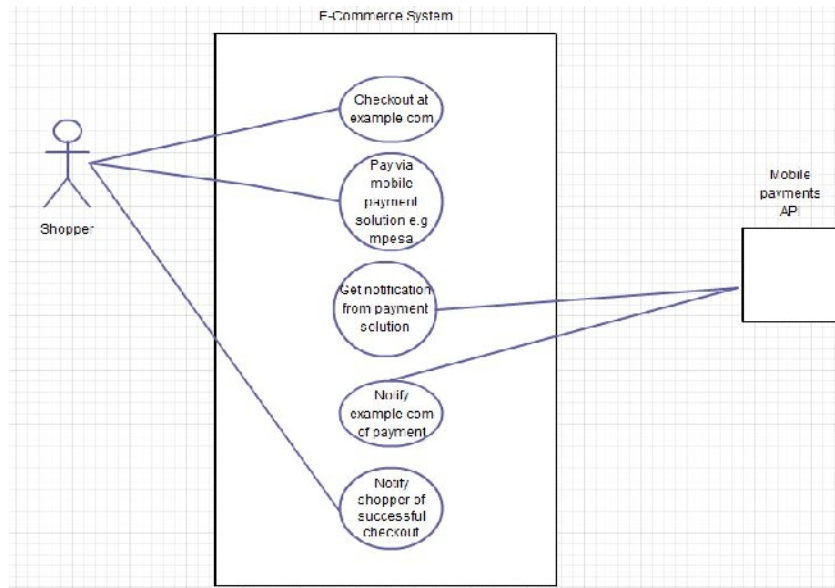 E-Commerce System
Checkout at
example com
Pay via
mobile
payment
solution e.g
mpesa
Get notification
from payment
solution
Notify
example com
of payment
Notify
shopper of
successful
checkout
Shopper
Mobile
payments
API